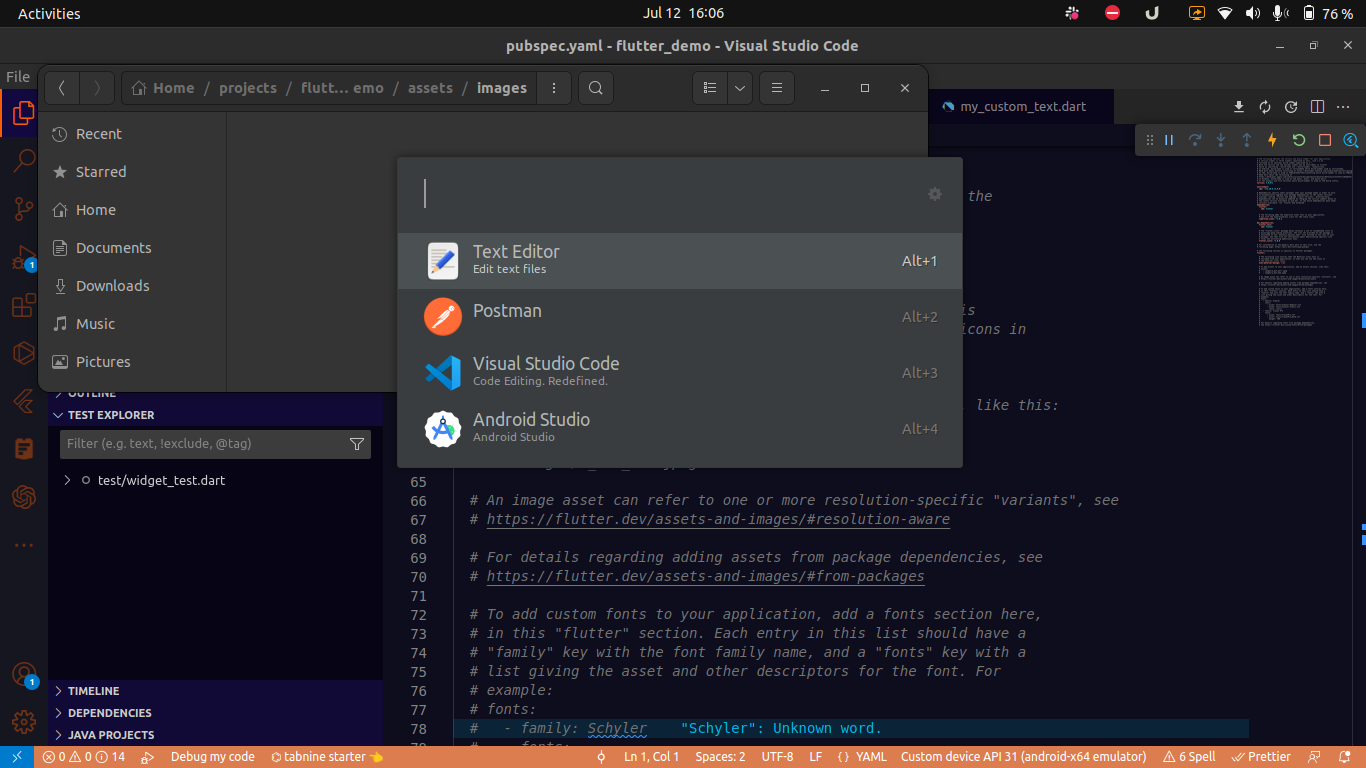 Activities
Jul 12 16:06
76 %
pubspec.yaml - flutter_demo - Visual Studio Code
File
Home / projects / flutt... emo / assets / images
my_custom_text.dart
Recent
Starred
Home
Documents
Downloads
Music
Pictures
Text Editor
Edit text files
Alt+1
Postman
Alt+2
Visual Studio Code
Code Editing. Redefined.
Alt+3
Android Studio
Android Studio
Alt+4
the
is
icons in
like this:
OUTLINE
TEST EXPLORER
Filter (e.g. text, !exclude, @tag)
test/widget_test.dart
1
1
TIMELINE
DEPENDENCIES
JAVA PROJECTS
65
66 # An image asset can refer to one or more resolution-specific "variants", see
67 # https://flutter.dev/assets-and-images/#resolution-aware
68
69 # For details regarding adding assets from package dependencies, see
70 # https://flutter.dev/assets-and-images/#from-packages
71
72 # To add custom fonts to your application, add a fonts section here,
73 # in this "flutter" section. Each entry in this list should have a
74 # "family" key with the font family name, and a "fonts" key with a
75 # list giving the asset and other descriptors for the font. For
76 # example:
77 # fonts:
78 # - family: Schyler "Schyler": Unknown word.
79 # fonts:
0 0 14 Debug my code tabnine starter 👈 Ln 1, Col 1 Spaces: 2 UTF-8 LF {} YAML Custom device API 31 (android-x64 emulator) 6 Spell Prettier